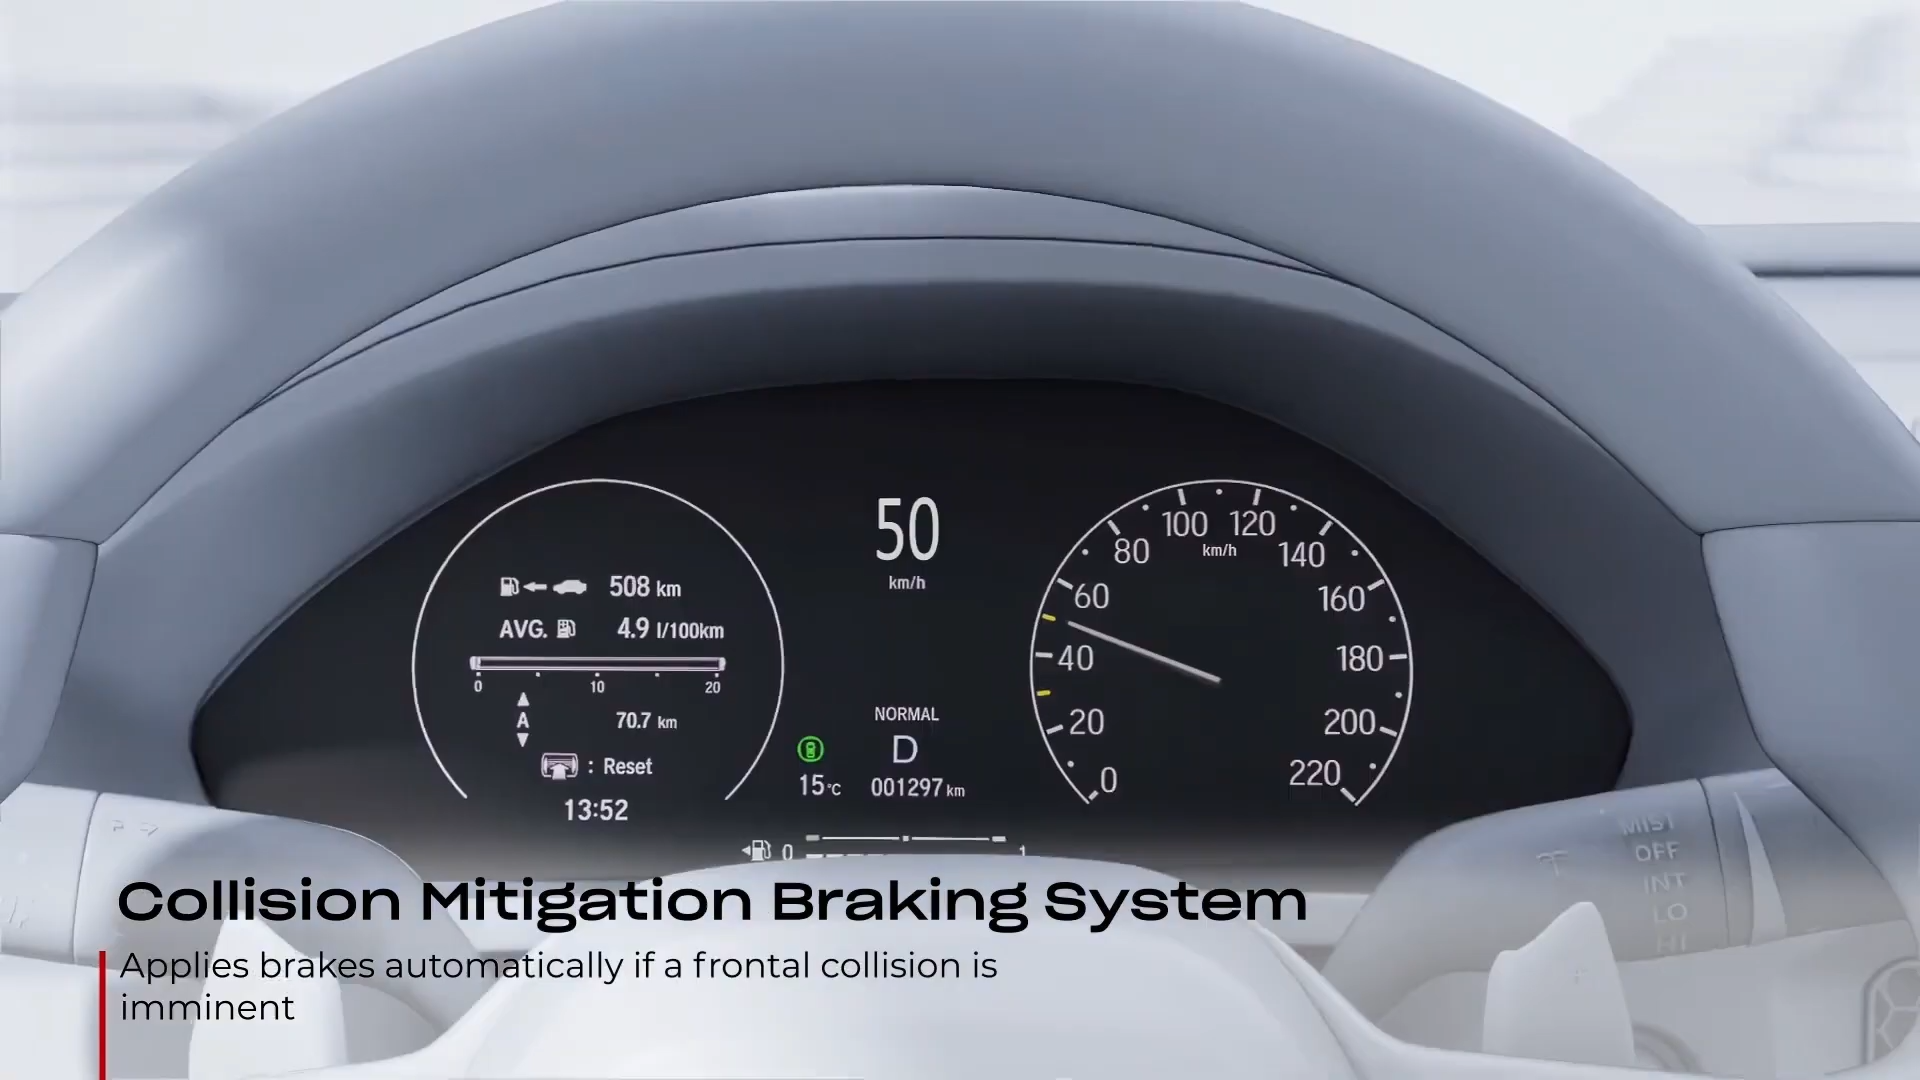 50
km/h
508 km
AVG. 4.9 l/100km
0 10 20
A 70.7 km
: Reset
13:52
NORMAL
D
15°C 001297 km
0 1
100 120
km/h
80 140
60 160
40 180
20 200
0 220
MIST
OFF
INT
LO
HI
Collision Mitigation Braking System
Applies brakes automatically if a frontal collision is
imminent